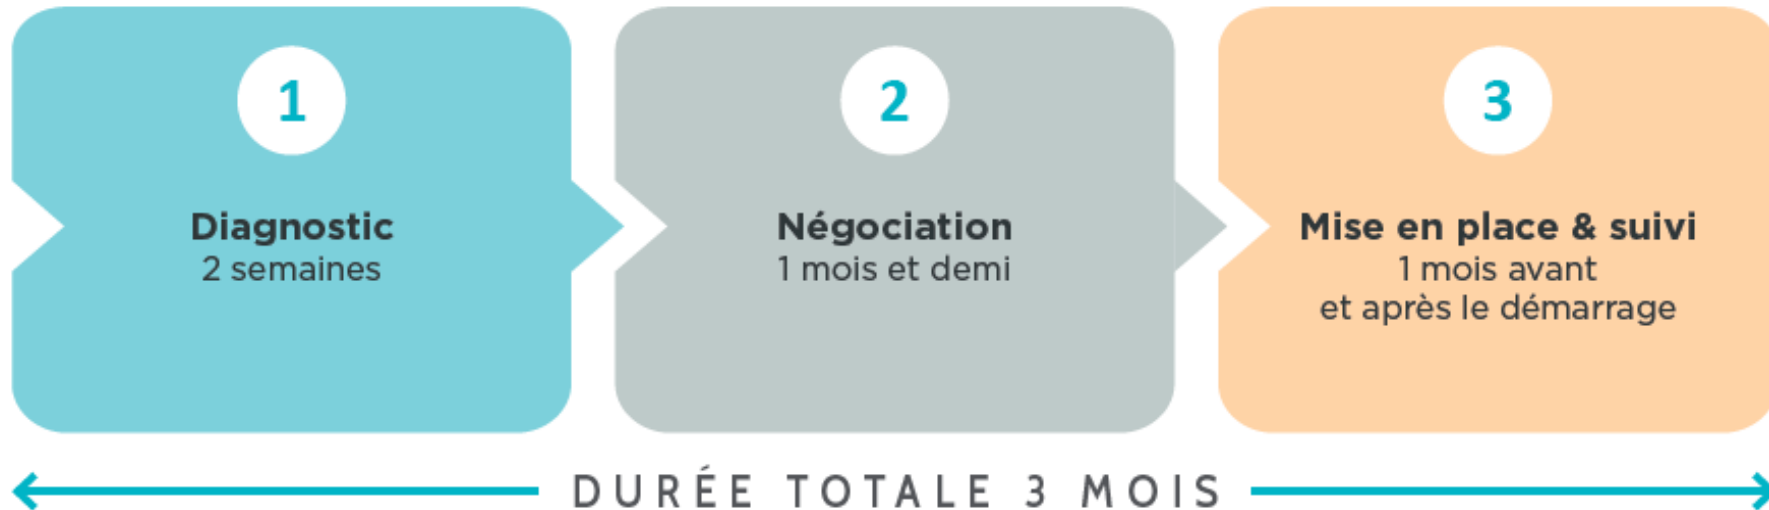 1
Diagnostic
2 semaines
2
Négociation
1 mois et demi
3
Mise en place & suivi
1 mois avant
et après le démarrage
DURÉE TOTALE 3 MOIS